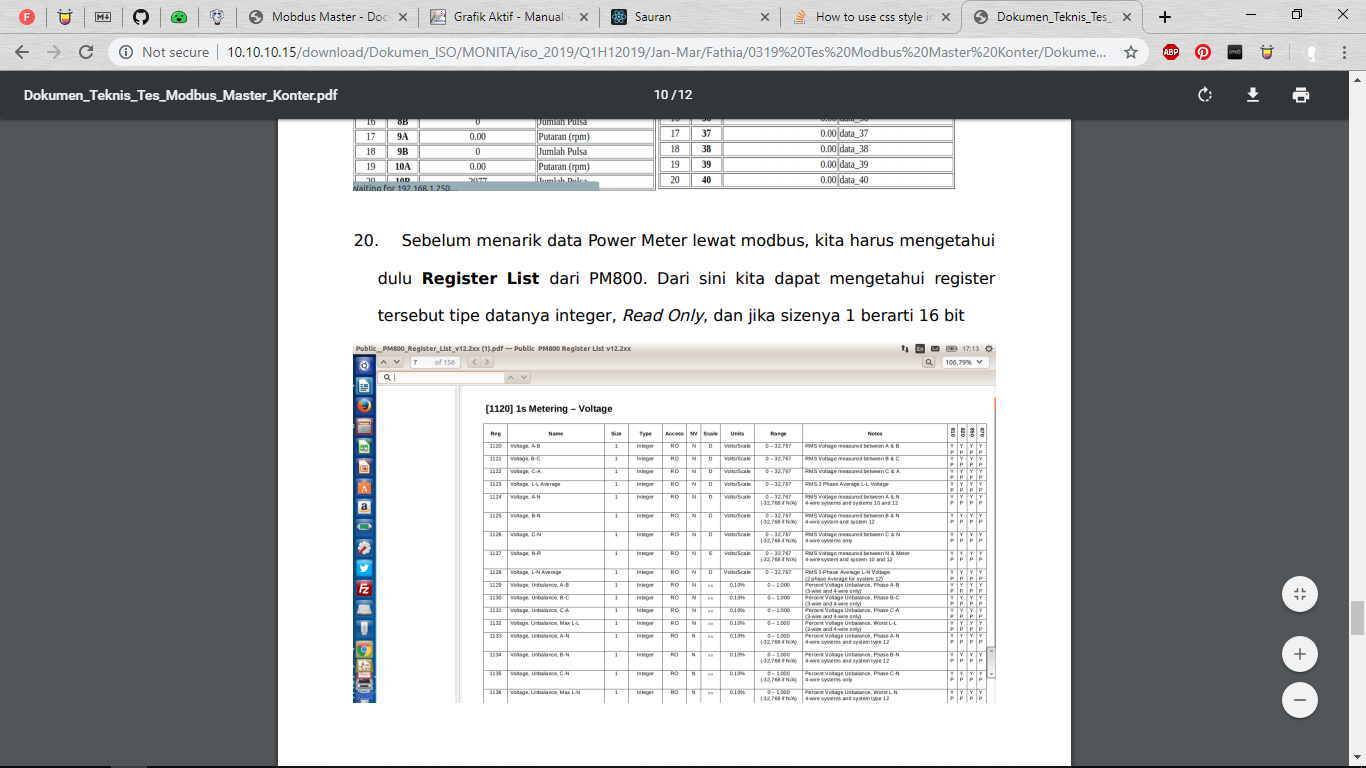 Mobdus Master - Doc
Grafik Aktif - Manual -
Sauran
How to use css style i
Dokumen_Teknis_Tes_
Not secure | 10.10.10.15/download/Dokumen_ISO/MONITA/iso_2019/Q1H12019/Jan-Mar/Fathia/0319%20Tes%20Modbus%20Master%20Konter/Dokume...
Dokumen_Teknis_Tes_Modbus_Master_Konter.pdf
10 / 12
16 8B 0 Jumlah Pulsa
17 9A 0.00 Putaran (rpm)
18 9B 0 Jumlah Pulsa
19 10A 0.00 Putaran (rpm)
20 10B 2077 Jumlah Pulsa
Waiting for 192.168.1.250...
16 36 0.00 data_36
17 37 0.00 data_37
18 38 0.00 data_38
19 39 0.00 data_39
20 40 0.00 data_40
20. Sebelum menarik data Power Meter lewat modbus, kita harus mengetahui
dulu Register List dari PM800. Dari sini kita dapat mengetahui register
tersebut tipe datanya integer, Read Only, dan jika sizenya 1 berarti 16 bit
Public_PM800_Register_List_v12.2xx (1).pdf — Public PM800 Register List v12.2xx
En
17:13
7 of 156
106,79%
[1120] 1s Metering – Voltage
Reg Name Size Type Access NV Scale Units Range Notes 810 820 850 870
1120 Voltage, A-B 1 Integer RO N D Volts/Scale 0 – 32,767 RMS Voltage measured between A & B Y P Y P Y P Y P
1121 Voltage, B-C 1 Integer RO N D Volts/Scale 0 – 32,767 RMS Voltage measured between B & C Y P Y P Y P Y P
1122 Voltage, C-A 1 Integer RO N D Volts/Scale 0 – 32,767 RMS Voltage measured between C & A Y P Y P Y P Y P
1123 Voltage, L-L Average 1 Integer RO N D Volts/Scale 0 – 32,767 RMS 3 Phase Average L-L Voltage Y P Y P Y P Y P
1124 Voltage, A-N 1 Integer RO N D Volts/Scale 0 – 32,767 (-32,768 if N/A) RMS Voltage measured between A & N 4-wire systems and systems 10 and 12 Y P Y P Y P Y P
1125 Voltage, B-N 1 Integer RO N D Volts/Scale 0 – 32,767 (-32,768 if N/A) RMS Voltage measured between B & N 4-wire system and system 12 Y P Y P Y P Y P
1126 Voltage, C-N 1 Integer RO N D Volts/Scale 0 – 32,767 (-32,768 if N/A) RMS Voltage measured between C & N 4-wire systems only Y P Y P Y P Y P
1127 Voltage, N-R 1 Integer RO N E Volts/Scale 0 – 32,767 (-32,768 if N/A) RMS Voltage measured between N & Meter 4-wire system and system 10 and 12 Y P Y P Y P Y P
1128 Voltage, L-N Average 1 Integer RO N D Volts/Scale 0 – 32,767 RMS 3-Phase Average L-N Voltage (2 phase Average for system 12) Y P Y P Y P Y P
1129 Voltage, Unbalance, A-B 1 Integer RO N -- 0.10% 0 – 1,000 Percent Voltage Unbalance, Phase A-B (3-wire and 4-wire only) Y P Y P Y P Y P
1130 Voltage, Unbalance, B-C 1 Integer RO N -- 0.10% 0 – 1,000 Percent Voltage Unbalance, Phase B-C (3-wire and 4-wire only) Y P Y P Y P Y P
1131 Voltage, Unbalance, C-A 1 Integer RO N -- 0.10% 0 – 1,000 Percent Voltage Unbalance, Phase C-A (3-wire and 4-wire only) Y P Y P Y P Y P
1132 Voltage, Unbalance, Max L-L 1 Integer RO N -- 0.10% 0 – 1,000 Percent Voltage Unbalance, Worst L-L (3-wire and 4-wire only) Y P Y P Y P Y P
1133 Voltage, Unbalance, A-N 1 Integer RO N -- 0.10% 0 – 1,000 (-32,768 if N/A) Percent Voltage Unbalance, Phase A-N 4-wire systems and system type 12 Y P Y P Y P Y P
1134 Voltage, Unbalance, B-N 1 Integer RO N -- 0.10% 0 – 1,000 (-32,768 if N/A) Percent Voltage Unbalance, Phase B-N 4-wire systems and system type 12 Y P Y P Y P Y P
1135 Voltage, Unbalance, C-N 1 Integer RO N -- 0.10% 0 – 1,000 (-32,768 if N/A) Percent Voltage Unbalance, Phase C-N 4-wire systems only Y P Y P Y P Y P
1136 Voltage, Unbalance, Max L-N 1 Integer RO N -- 0.10% 0 – 1,000 (-32,768 if N/A) Percent Voltage Unbalance, Worst L-N 4-wire systems and system type 12 Y P Y P Y P Y P